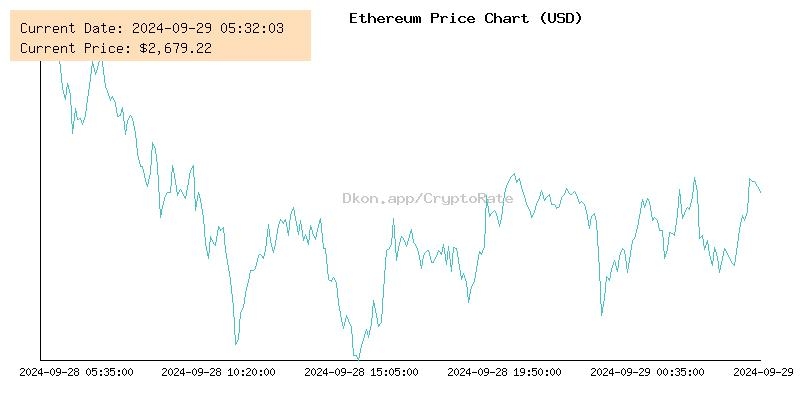 Ethereum Price Chart (USD)
Current Date: 2024-09-29 05:32:03
Current Price: $2,679.22
Dkon.app/CryptoRate
2024-09-28 05:35:00 2024-09-28 10:20:00 2024-09-28 15:05:00 2024-09-28 19:50:00 2024-09-29 00:35:00 2024-09-29